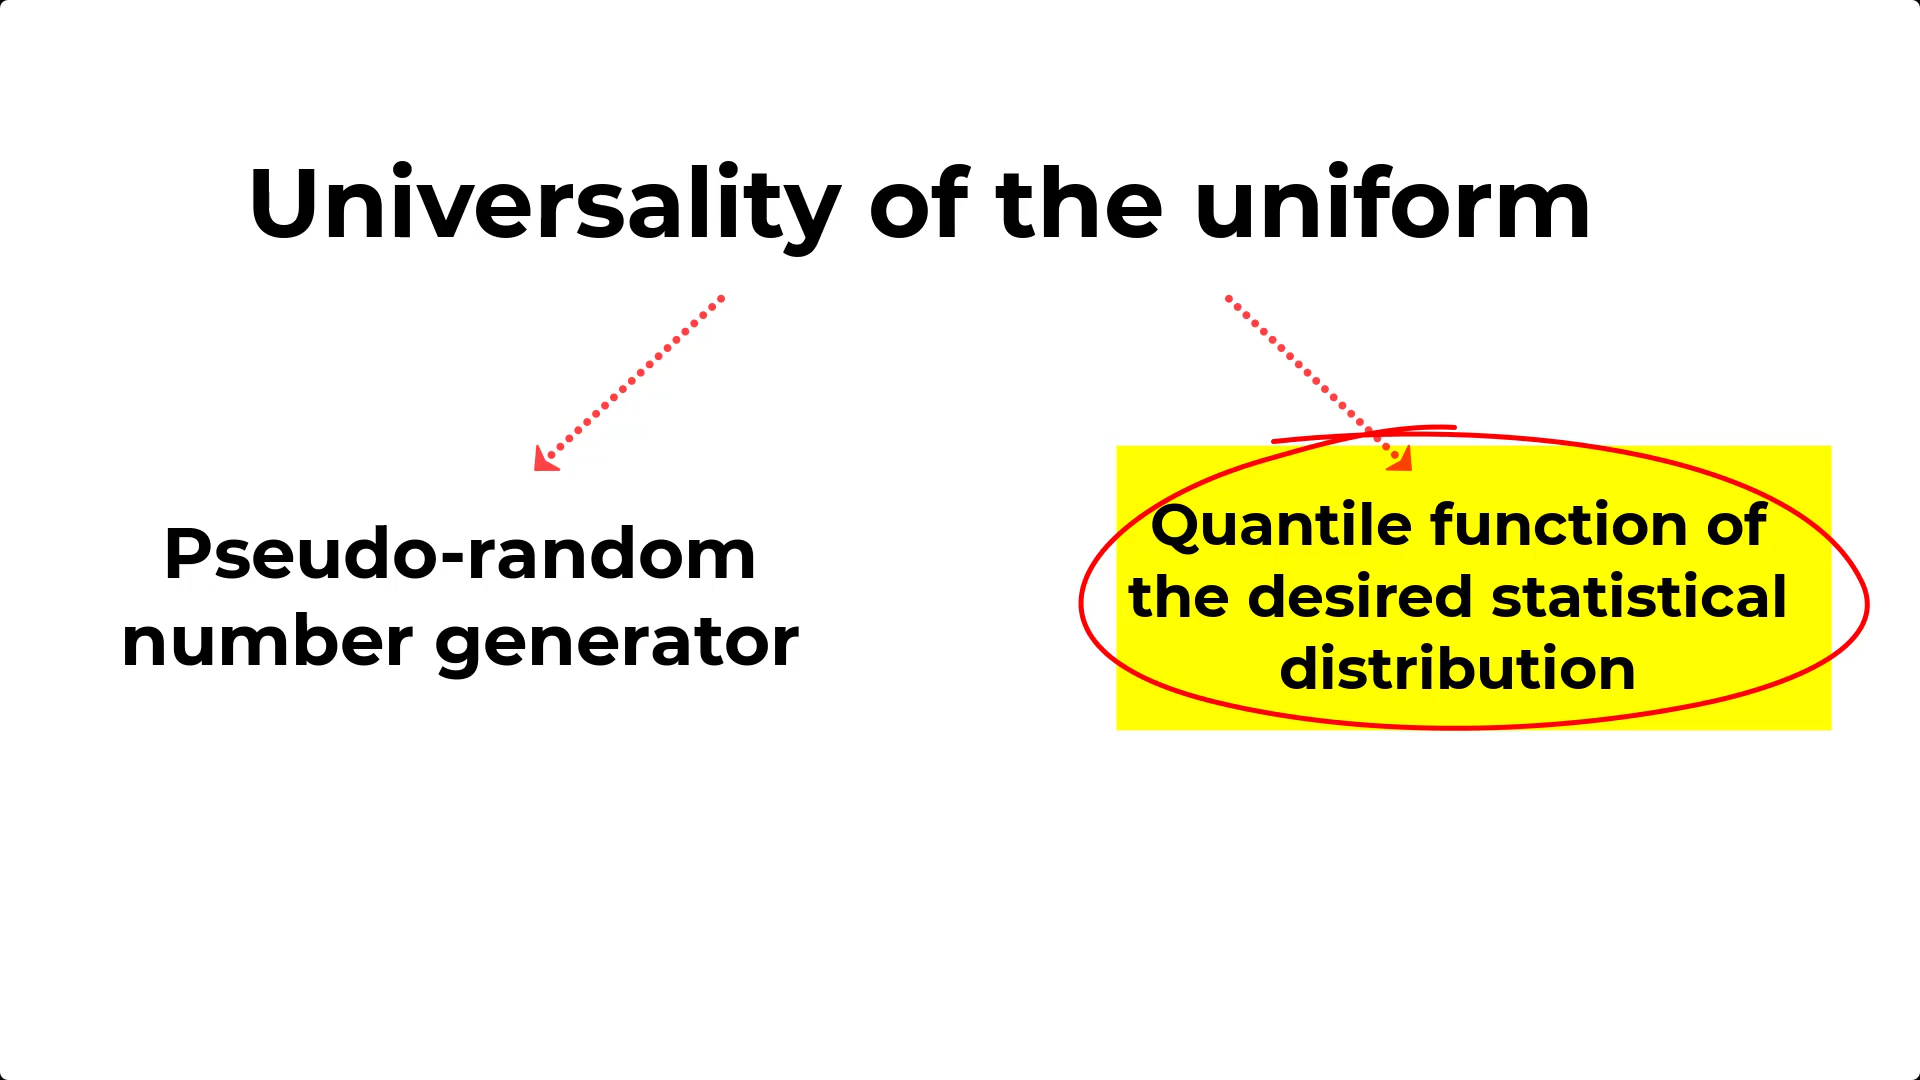 Universality of the uniform
Pseudo-random
number generator
Quantile function of
the desired statistical
distribution